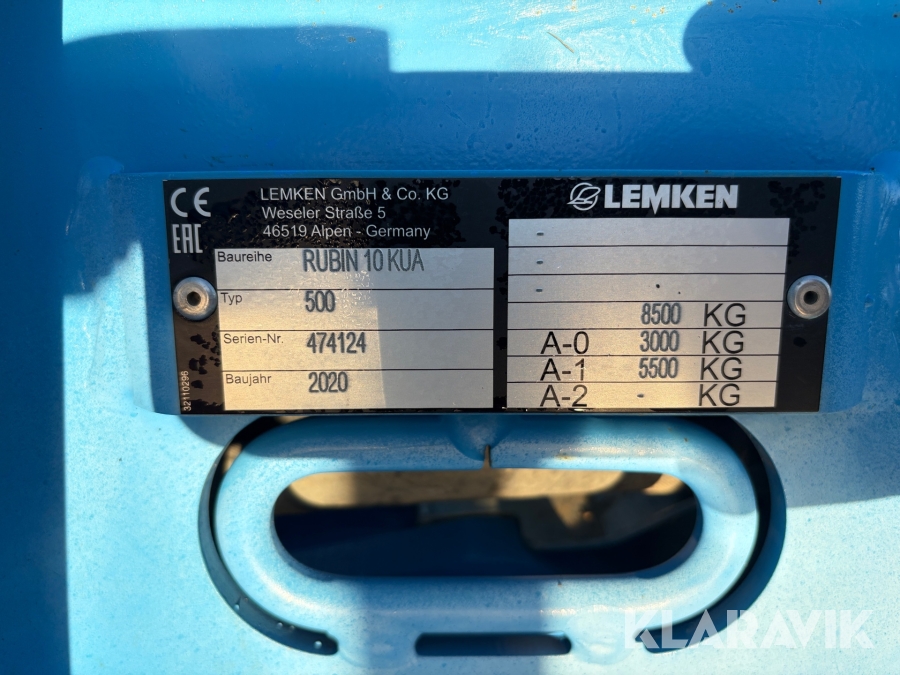 CE
EAC
LEMKEN GmbH & Co. KG
Weseler Straße 5
46519 Alpen - Germany
Baureihe RUBIN 10 KUA
Typ 500
Serien-Nr. 474124
Baujahr 2020
32110296
LEMKEN
-
-
-
8500 KG
A-0 3000 KG
A-1 5500 KG
A-2 - KG
KLARAVIK